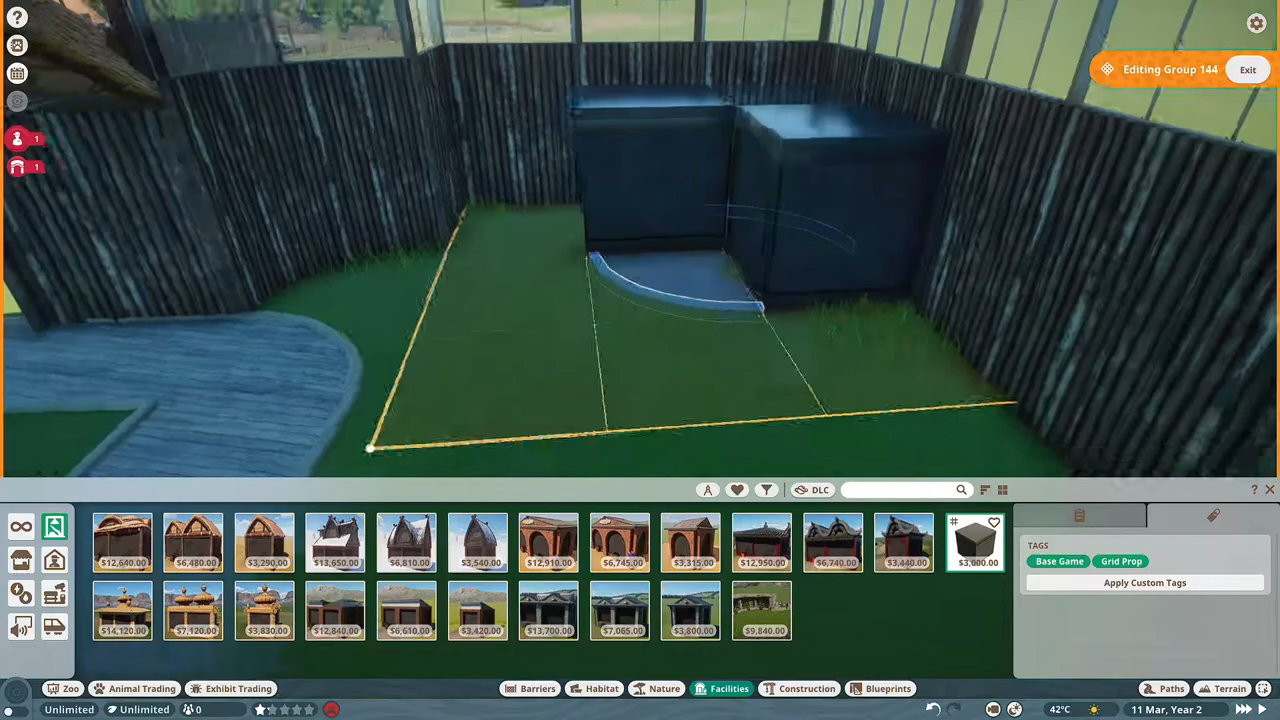 ?
Editing Group 144
Exit
1
1
DLC
?
$12,640.00
$6,480.00
$3,290.00
$13,650.00
$6,810.00
$3,540.00
$12,910.00
$6,745.00
$3,315.00
$12,950.00
$6,740.00
$3,440.00
$3,000.00
$14,120.00
$7,120.00
$3,830.00
$12,840.00
$6,610.00
$3,420.00
$13,700.00
$7,065.00
$3,800.00
$9,840.00
TAGS
Base Game
Grid Prop
Apply Custom Tags
Zoo
Animal Trading
Exhibit Trading
Barriers
Habitat
Nature
Facilities
Construction
Blueprints
Paths
Terrain
Unlimited
Unlimited
0
42°C
11 Mar, Year 2